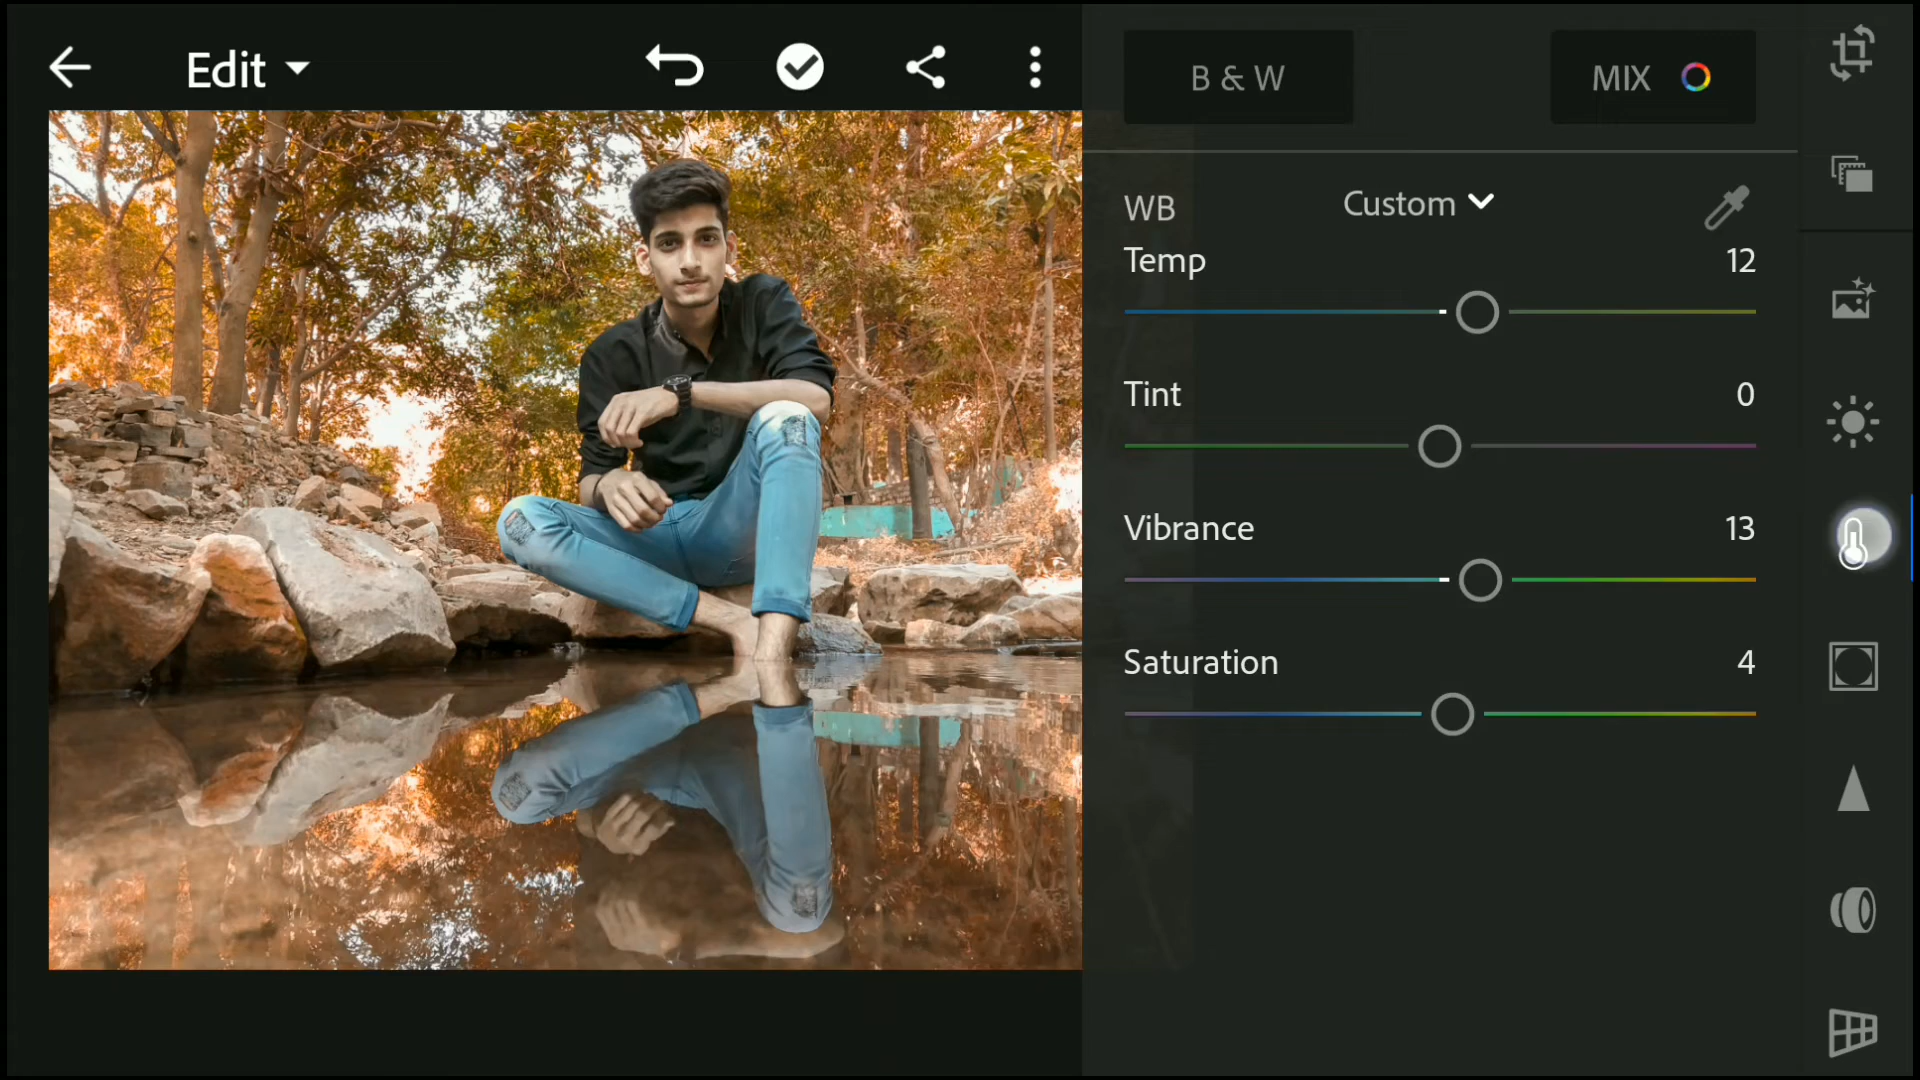 Edit
B & W
MIX
WB
Custom
Temp
12
Tint
0
Vibrance
13
Saturation
4